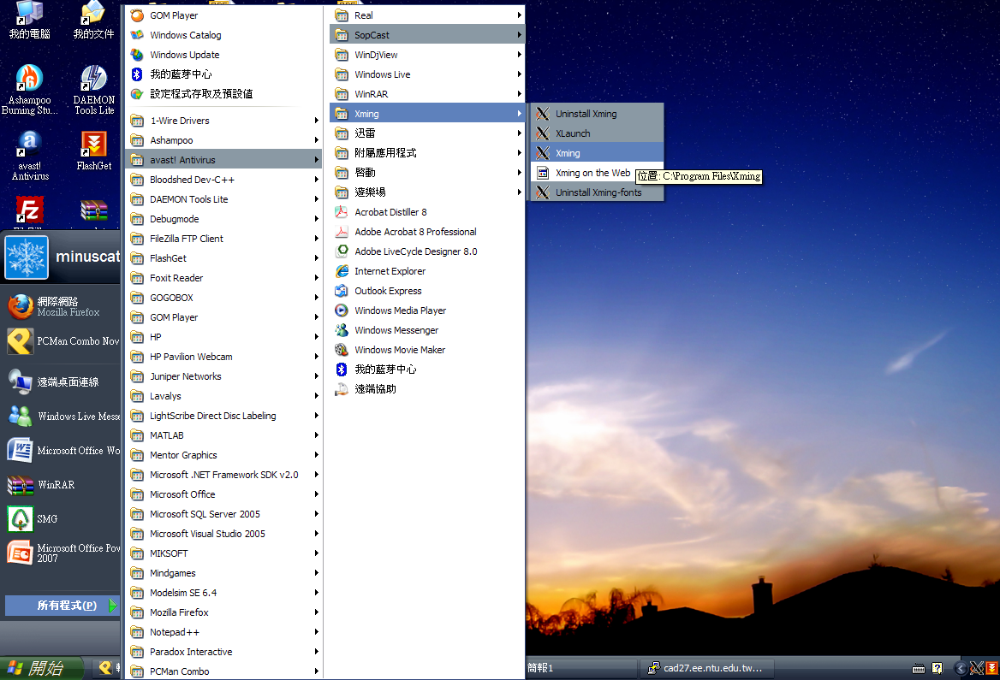 我的電腦
我的文件
Ashampoo
Burning Stu...
DAEMON
Tools Lite
avast!
Antivirus
FlashGet
minuscat
網際網路
Mozilla Firefox
PCMan Combo Nov
遠端桌面連線
Windows Live Messe
Microsoft Office Wo
WinRAR
SMG
Microsoft Office Pov
2007
所有程式(P)
GOM Player
Windows Catalog
Windows Update
我的藍芽中心
設定程式存取及預設值
1-Wire Drivers
Ashampoo
avast! Antivirus
Bloodshed Dev-C++
DAEMON Tools Lite
Debugmode
FileZilla FTP Client
FlashGet
Foxit Reader
GOGOBOX
GOM Player
HP
HP Pavilion Webcam
Juniper Networks
Lavalys
LightScribe Direct Disc Labeling
MATLAB
Mentor Graphics
Microsoft .NET Framework SDK v2.0
Microsoft Office
Microsoft SQL Server 2005
Microsoft Visual Studio 2005
MIKSOFT
Mindgames
Modelsim SE 6.4
Mozilla Firefox
Notepad++
Paradox Interactive
PCMan Combo
Real
SopCast
WinDjView
Windows Live
WinRAR
Xming
迅雷
附屬應用程式
啟動
遊樂場
Acrobat Distiller 8
Adobe Acrobat 8 Professional
Adobe LiveCycle Designer 8.0
Internet Explorer
Outlook Express
Windows Media Player
Windows Messenger
Windows Movie Maker
我的藍芽中心
遠端協助
Uninstall Xming
XLaunch
Xming
Xming on the Web
位置: C:\Program Files\Xming
Uninstall Xming-fonts
開始
簡報1
cad27.ee.ntu.edu.tw...